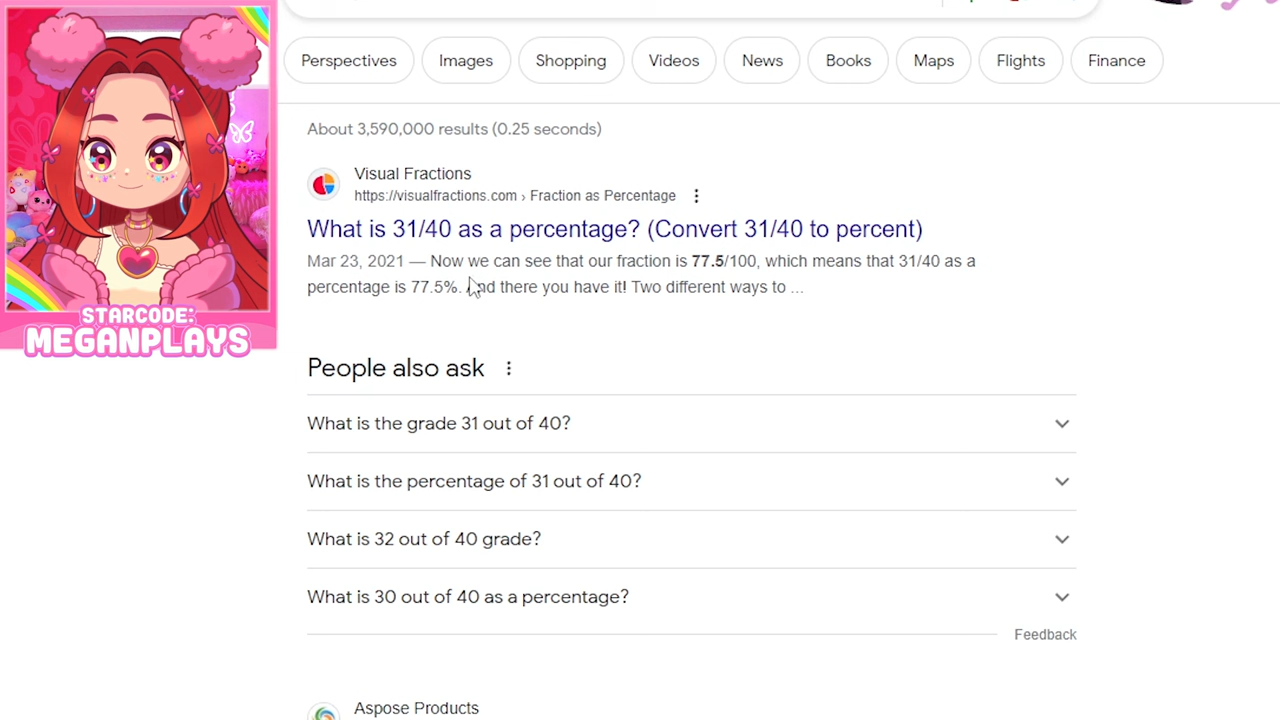 Perspectives
Images
Shopping
Videos
News
Books
Maps
Flights
Finance
About 3,590,000 results (0.25 seconds)
Visual Fractions
https://visualfractions.com › Fraction as Percentage
What is 31/40 as a percentage? (Convert 31/40 to percent)
Mar 23, 2021 — Now we can see that our fraction is 77.5/100, which means that 31/40 as a
percentage is 77.5%. And there you have it! Two different ways to ...
STARCODE:
MEGANPLAYS
People also ask
What is the grade 31 out of 40?
What is the percentage of 31 out of 40?
What is 32 out of 40 grade?
What is 30 out of 40 as a percentage?
Feedback
Aspose Products